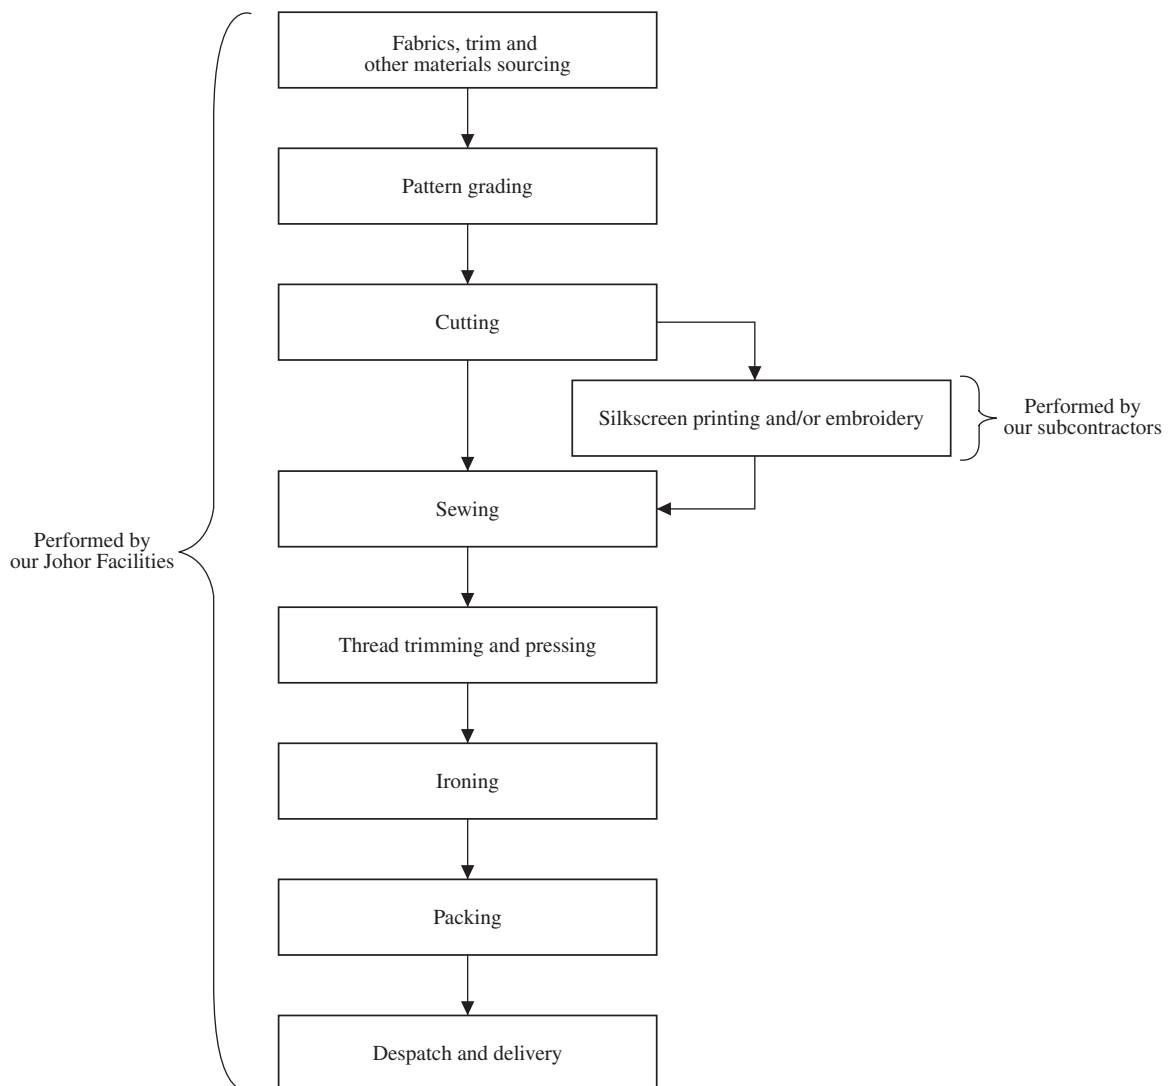 Fabrics, trim and
other materials sourcing
Pattern grading
Cutting
Silkscreen printing and/or embroidery
Performed by
our subcontractors
Sewing
Performed by
our Johor Facilities
Thread trimming and pressing
Ironing
Packing
Despatch and delivery